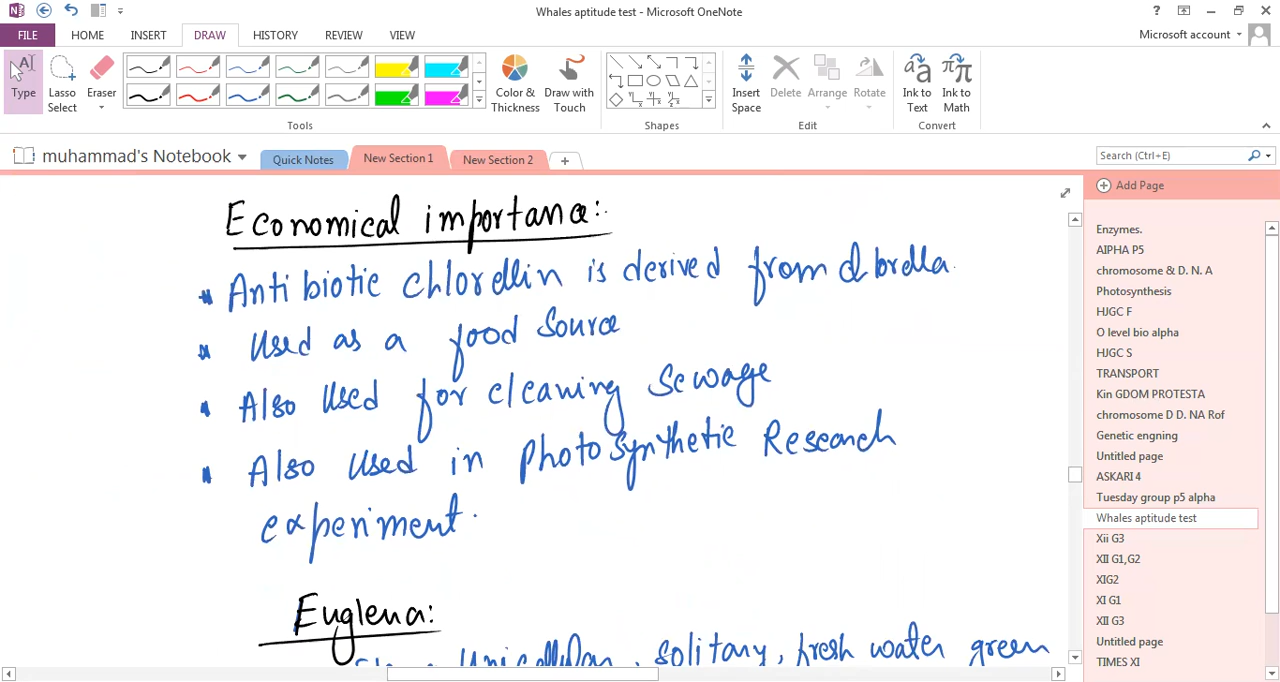 Whales aptitude test - Microsoft OneNote
?
Microsoft account
FILE HOME INSERT DRAW HISTORY REVIEW VIEW
Type
Lasso Select
Eraser
Color & Thickness
Draw with Touch
Insert Space
Delete
Arrange
Rotate
Ink to Text
Ink to Math
Tools
Shapes
Edit
Convert
muhammad's Notebook
Quick Notes
New Section 1
New Section 2
Search (Ctrl+E)
Add Page
Economical importance:
Antibiotic chlorellin is derived from
Used as a food source
Also used for cleaning sewage
Also used in Photosynthetic Research
experiment.
Euglena:
unicellular, solitary, fresh water green
Enzymes.
AlPHA P5
chromosome & D. N. A
Photosynthesis
HJGC F
O level bio alpha
HJGC S
TRANSPORT
Kin GDOM PROTESTA
chromosome D D. NA Rof
Genetic engning
Untitled page
ASKARI 4
Tuesday group p5 alpha
Whales aptitude test
Xii G3
XII G1,G2
XIG2
XI G1
XII G3
Untitled page
TIMES XI